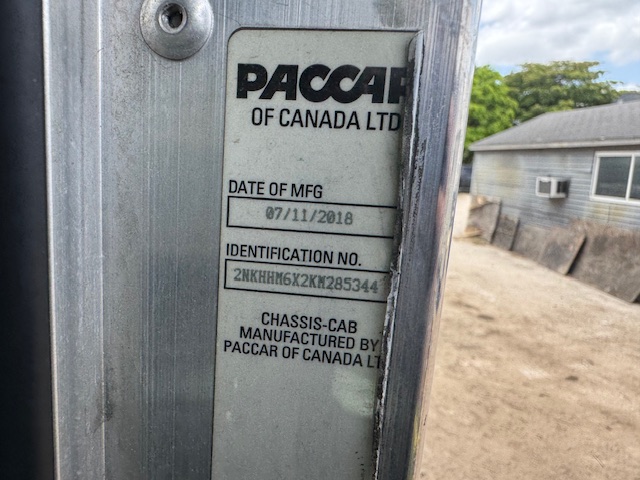 PACCAR
OF CANADA LTD
DATE OF MFG
07/11/2018
IDENTIFICATION NO.
2NKHHM6X2KM285344
CHASSIS-CAB
MANUFACTURED BY
PACCAR OF CANADA LT